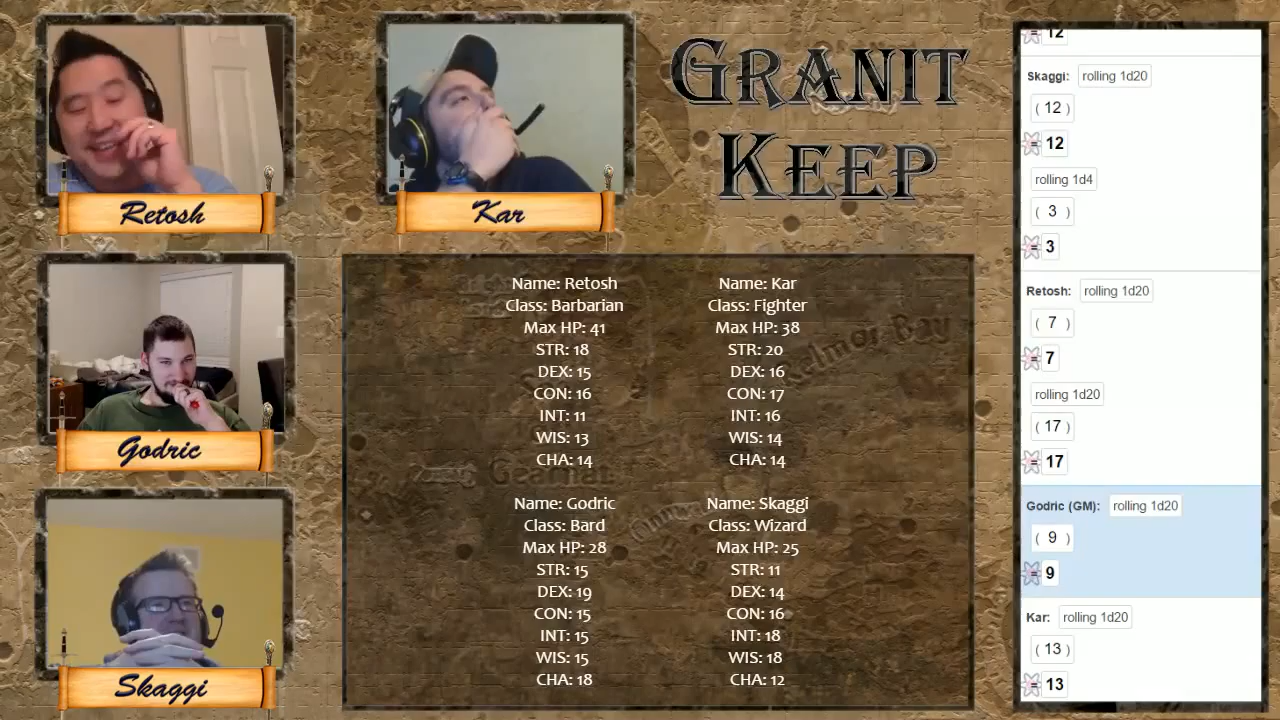 GRANIT
KEEP
Retosh
Kar
Godric
Skaggi
Name: Retosh
Class: Barbarian
Max HP: 41
STR: 18
DEX: 15
CON: 16
INT: 11
WIS: 13
CHA: 14
Name: Kar
Class: Fighter
Max HP: 38
STR: 20
DEX: 16
CON: 17
INT: 16
WIS: 14
CHA: 14
Name: Godric
Class: Bard
Max HP: 28
STR: 15
DEX: 19
CON: 15
INT: 15
WIS: 15
CHA: 18
Name: Skaggi
Class: Wizard
Max HP: 25
STR: 11
DEX: 14
CON: 16
INT: 18
WIS: 18
CHA: 12
= 12
Skaggi: rolling 1d20
( 12 )
= 12
rolling 1d4
( 3 )
= 3
Retosh: rolling 1d20
( 7 )
= 7
rolling 1d20
( 17 )
= 17
Godric (GM): rolling 1d20
( 9 )
= 9
Kar: rolling 1d20
( 13 )
= 13